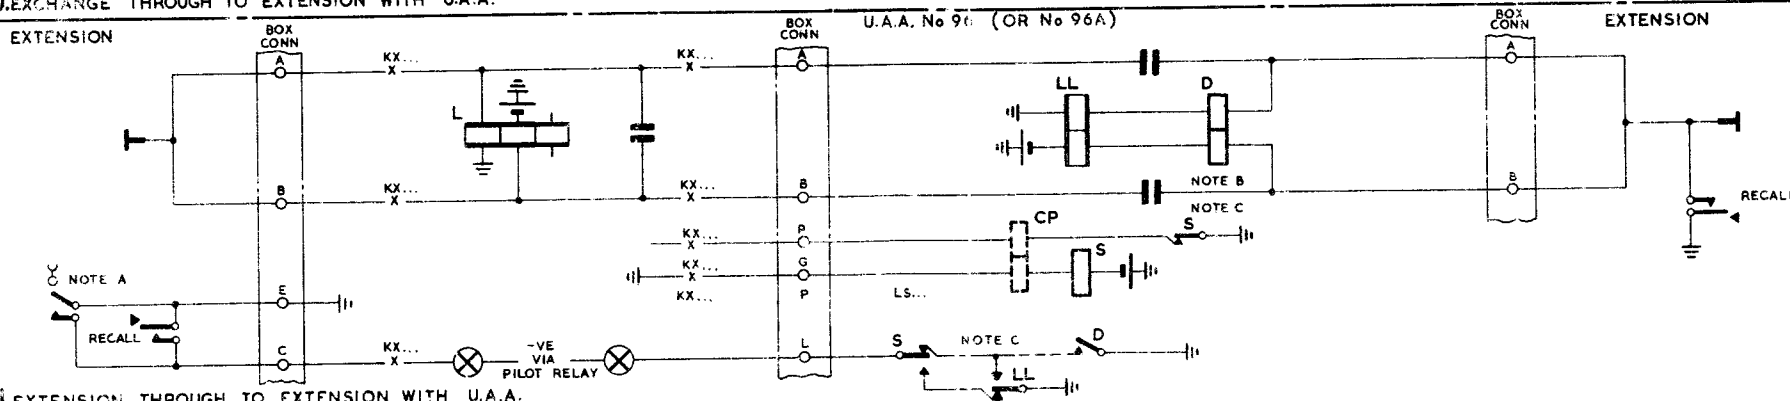 EXCHANGE THROUGH TO EXTENSION WITH U.A.A.
EXTENSION
BOX
CONN
BOX
CONN
U.A.A. No 96 (OR No 96A)
BOX
CONN
EXTENSION
A
KX...
X
KX...
X
A
A
L
LL
D
B
KX...
X
KX...
X
B
NOTE B
B
NOTE C
RECALL
KX...
X
P
CP
S
KX...
X
G
S
NOTE A
E
KX...
P
LS...
RECALL
C
KX...
X
-VE
VIA
PILOT RELAY
L
S
NOTE C
D
LL
EXTENSION THROUGH TO EXTENSION WITH U.A.A.